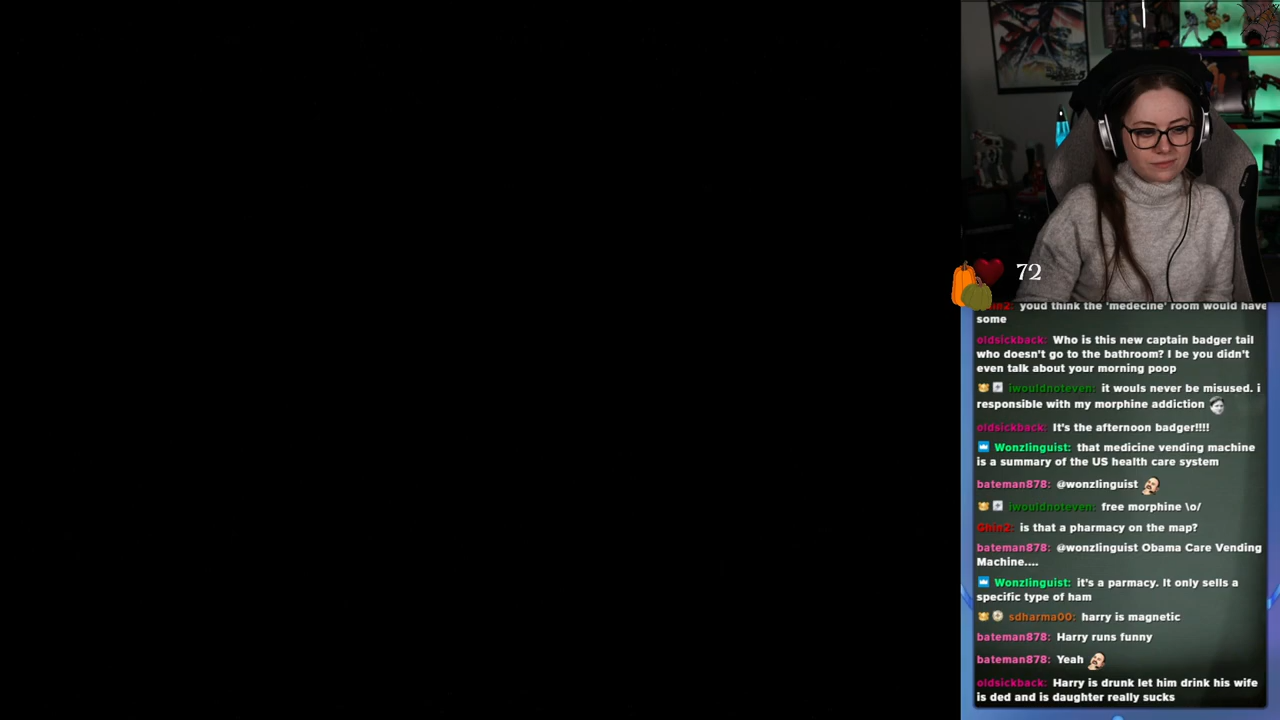 72
youd think the 'medecine' room would have
some
oldsickback: Who is this new captain badger tail
who doesn't go to the bathroom? I be you didn't
even talk about your morning poop
iwouldnoteven: it wouls never be misused. i
responsible with my morphine addiction
oldsickback: It's the afternoon badger!!!!
Wonzlinguist: that medicine vending machine
is a summary of the US health care system
bateman878: @wonzlinguist
iwouldnoteven: free morphine \o/
Ghin2: is that a pharmacy on the map?
bateman878: @wonzlinguist Obama Care Vending
Machine....
Wonzlinguist: it's a parmacy. It only sells a
specific type of ham
sdharma00: harry is magnetic
bateman878: Harry runs funny
bateman878: Yeah
oldsickback: Harry is drunk let him drink his wife
is ded and is daughter really sucks